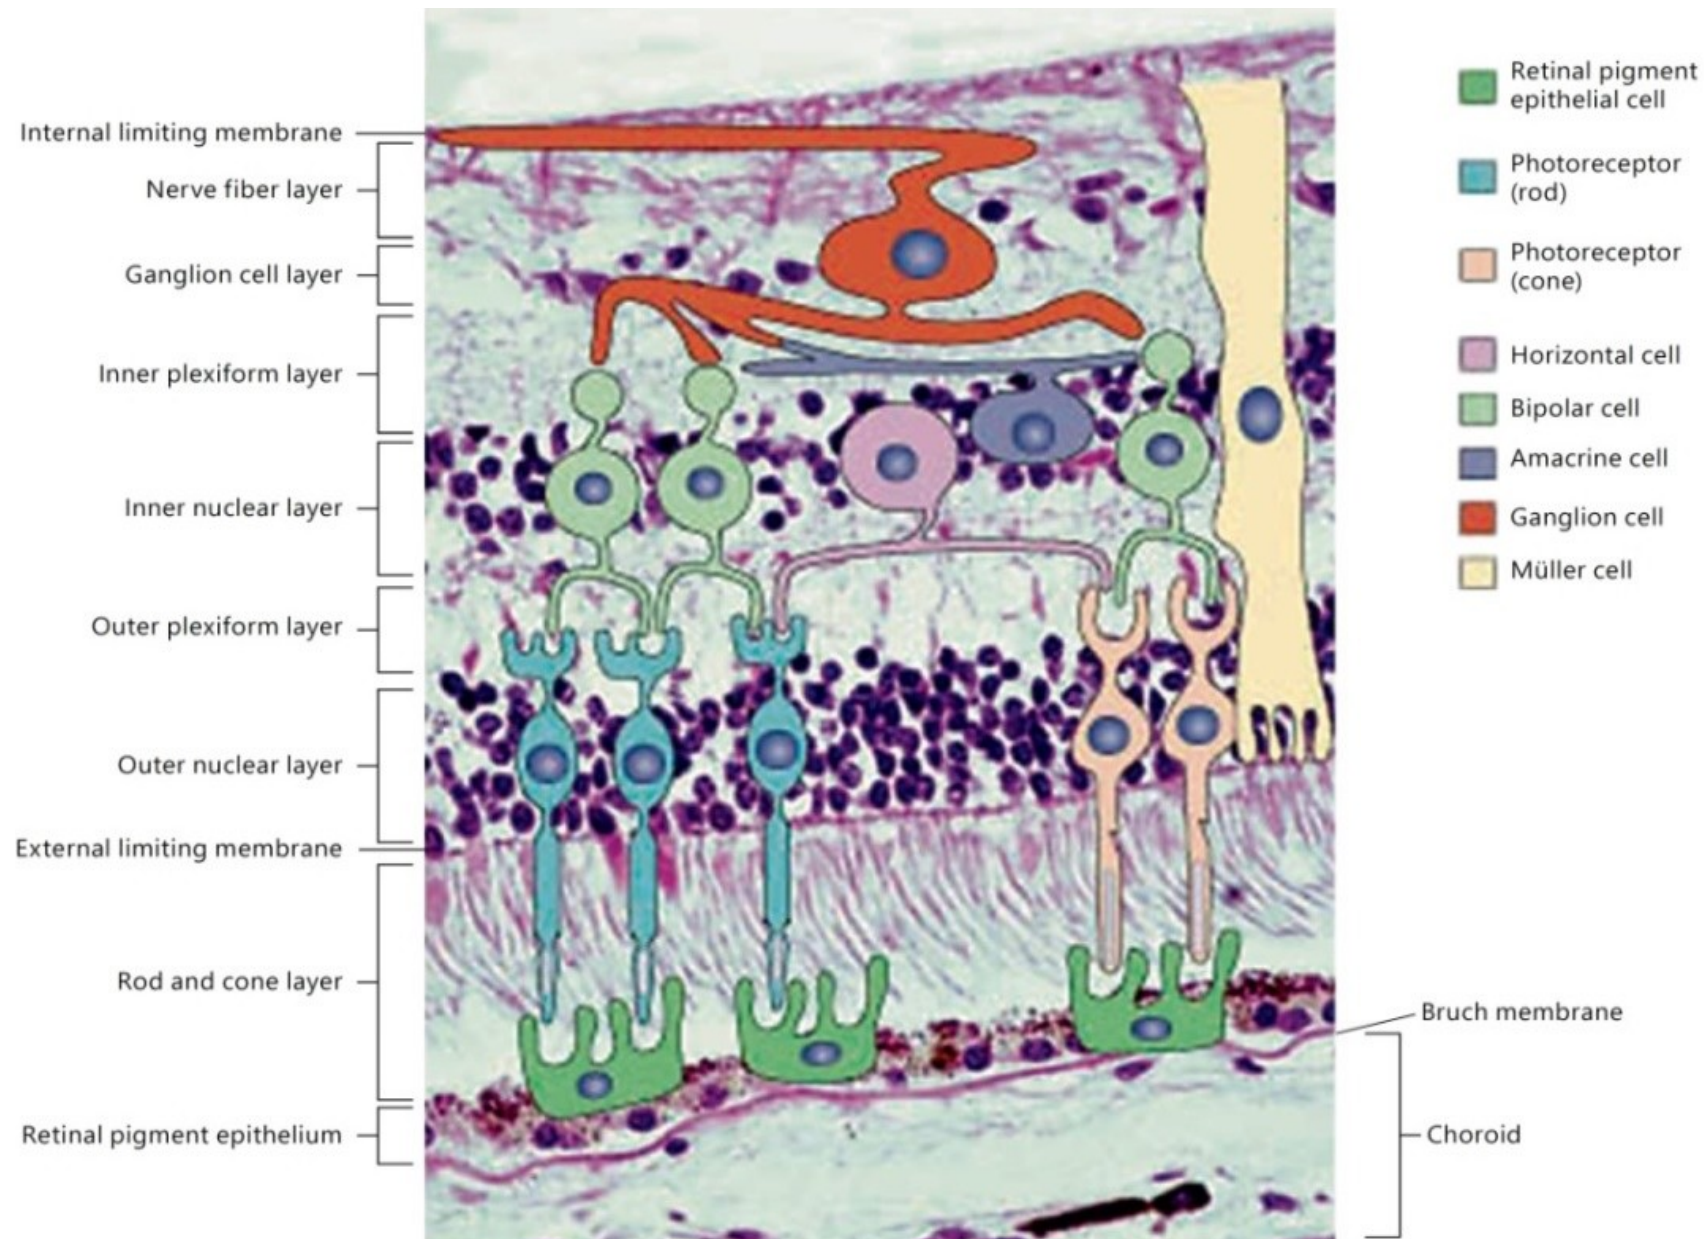 Internal limiting membrane
Nerve fiber layer
Ganglion cell layer
Inner plexiform layer
Inner nuclear layer
Outer plexiform layer
Outer nuclear layer
External limiting membrane
Rod and cone layer
Retinal pigment epithelium
Retinal pigment
epithelial cell
Photoreceptor
(rod)
Photoreceptor
(cone)
Horizontal cell
Bipolar cell
Amacrine cell
Ganglion cell
Müller cell
Bruch membrane
Choroid